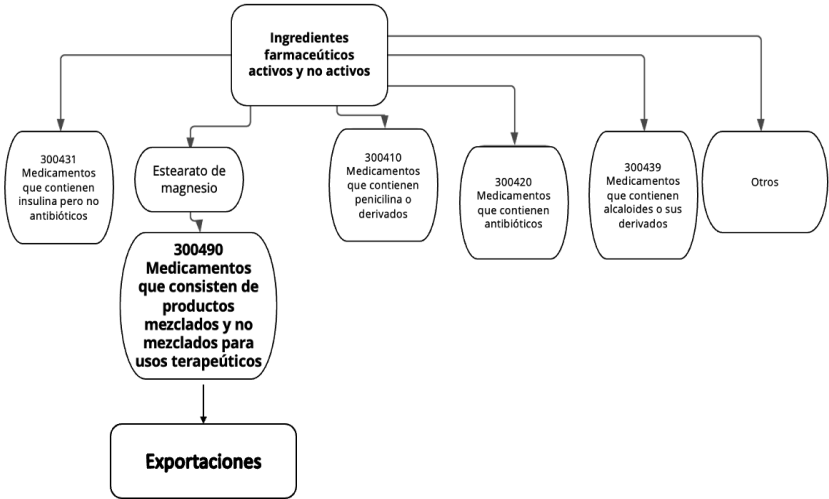 Ingredientes
farmaceúticos
activos y no activos
300431
Medicamentos
que contienen
insulina pero no
antibióticos
Estearato de
magnesio
300410
Medicamentos
que contienen
penicilina o
derivados
300420
Medicamentos
que contienen
antibióticos
300439
Medicamentos
que contienen
alcaloides o sus
derivados
Otros
300490
Medicamentos
que consisten de
productos
mezclados y no
mezclados para
usos terapeúticos
Exportaciones